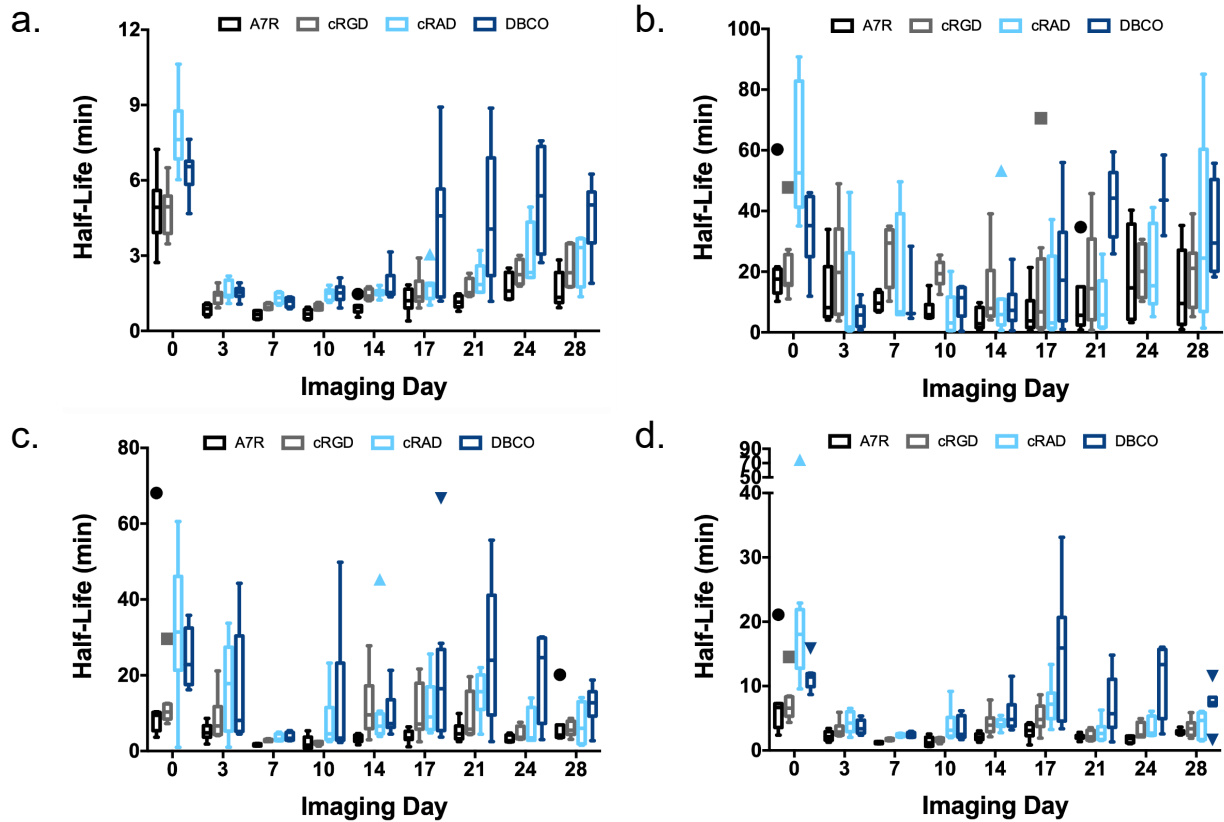 a.
A7R cRGD cRAD DBCO
Half-Life (min)
12
9
6
3
0
0 3 7 10 14 17 21 24 28
Imaging Day
b.
A7R cRGD cRAD DBCO
Half-Life (min)
100
80
60
40
20
0
0 3 7 10 14 17 21 24 28
Imaging Day
c.
A7R cRGD cRAD DBCO
Half-Life (min)
80
60
40
20
0
0 3 7 10 14 17 21 24 28
Imaging Day
d.
A7R cRGD cRAD DBCO
Half-Life (min)
90
70
50
40
30
20
10
0
0 3 7 10 14 17 21 24 28
Imaging Day